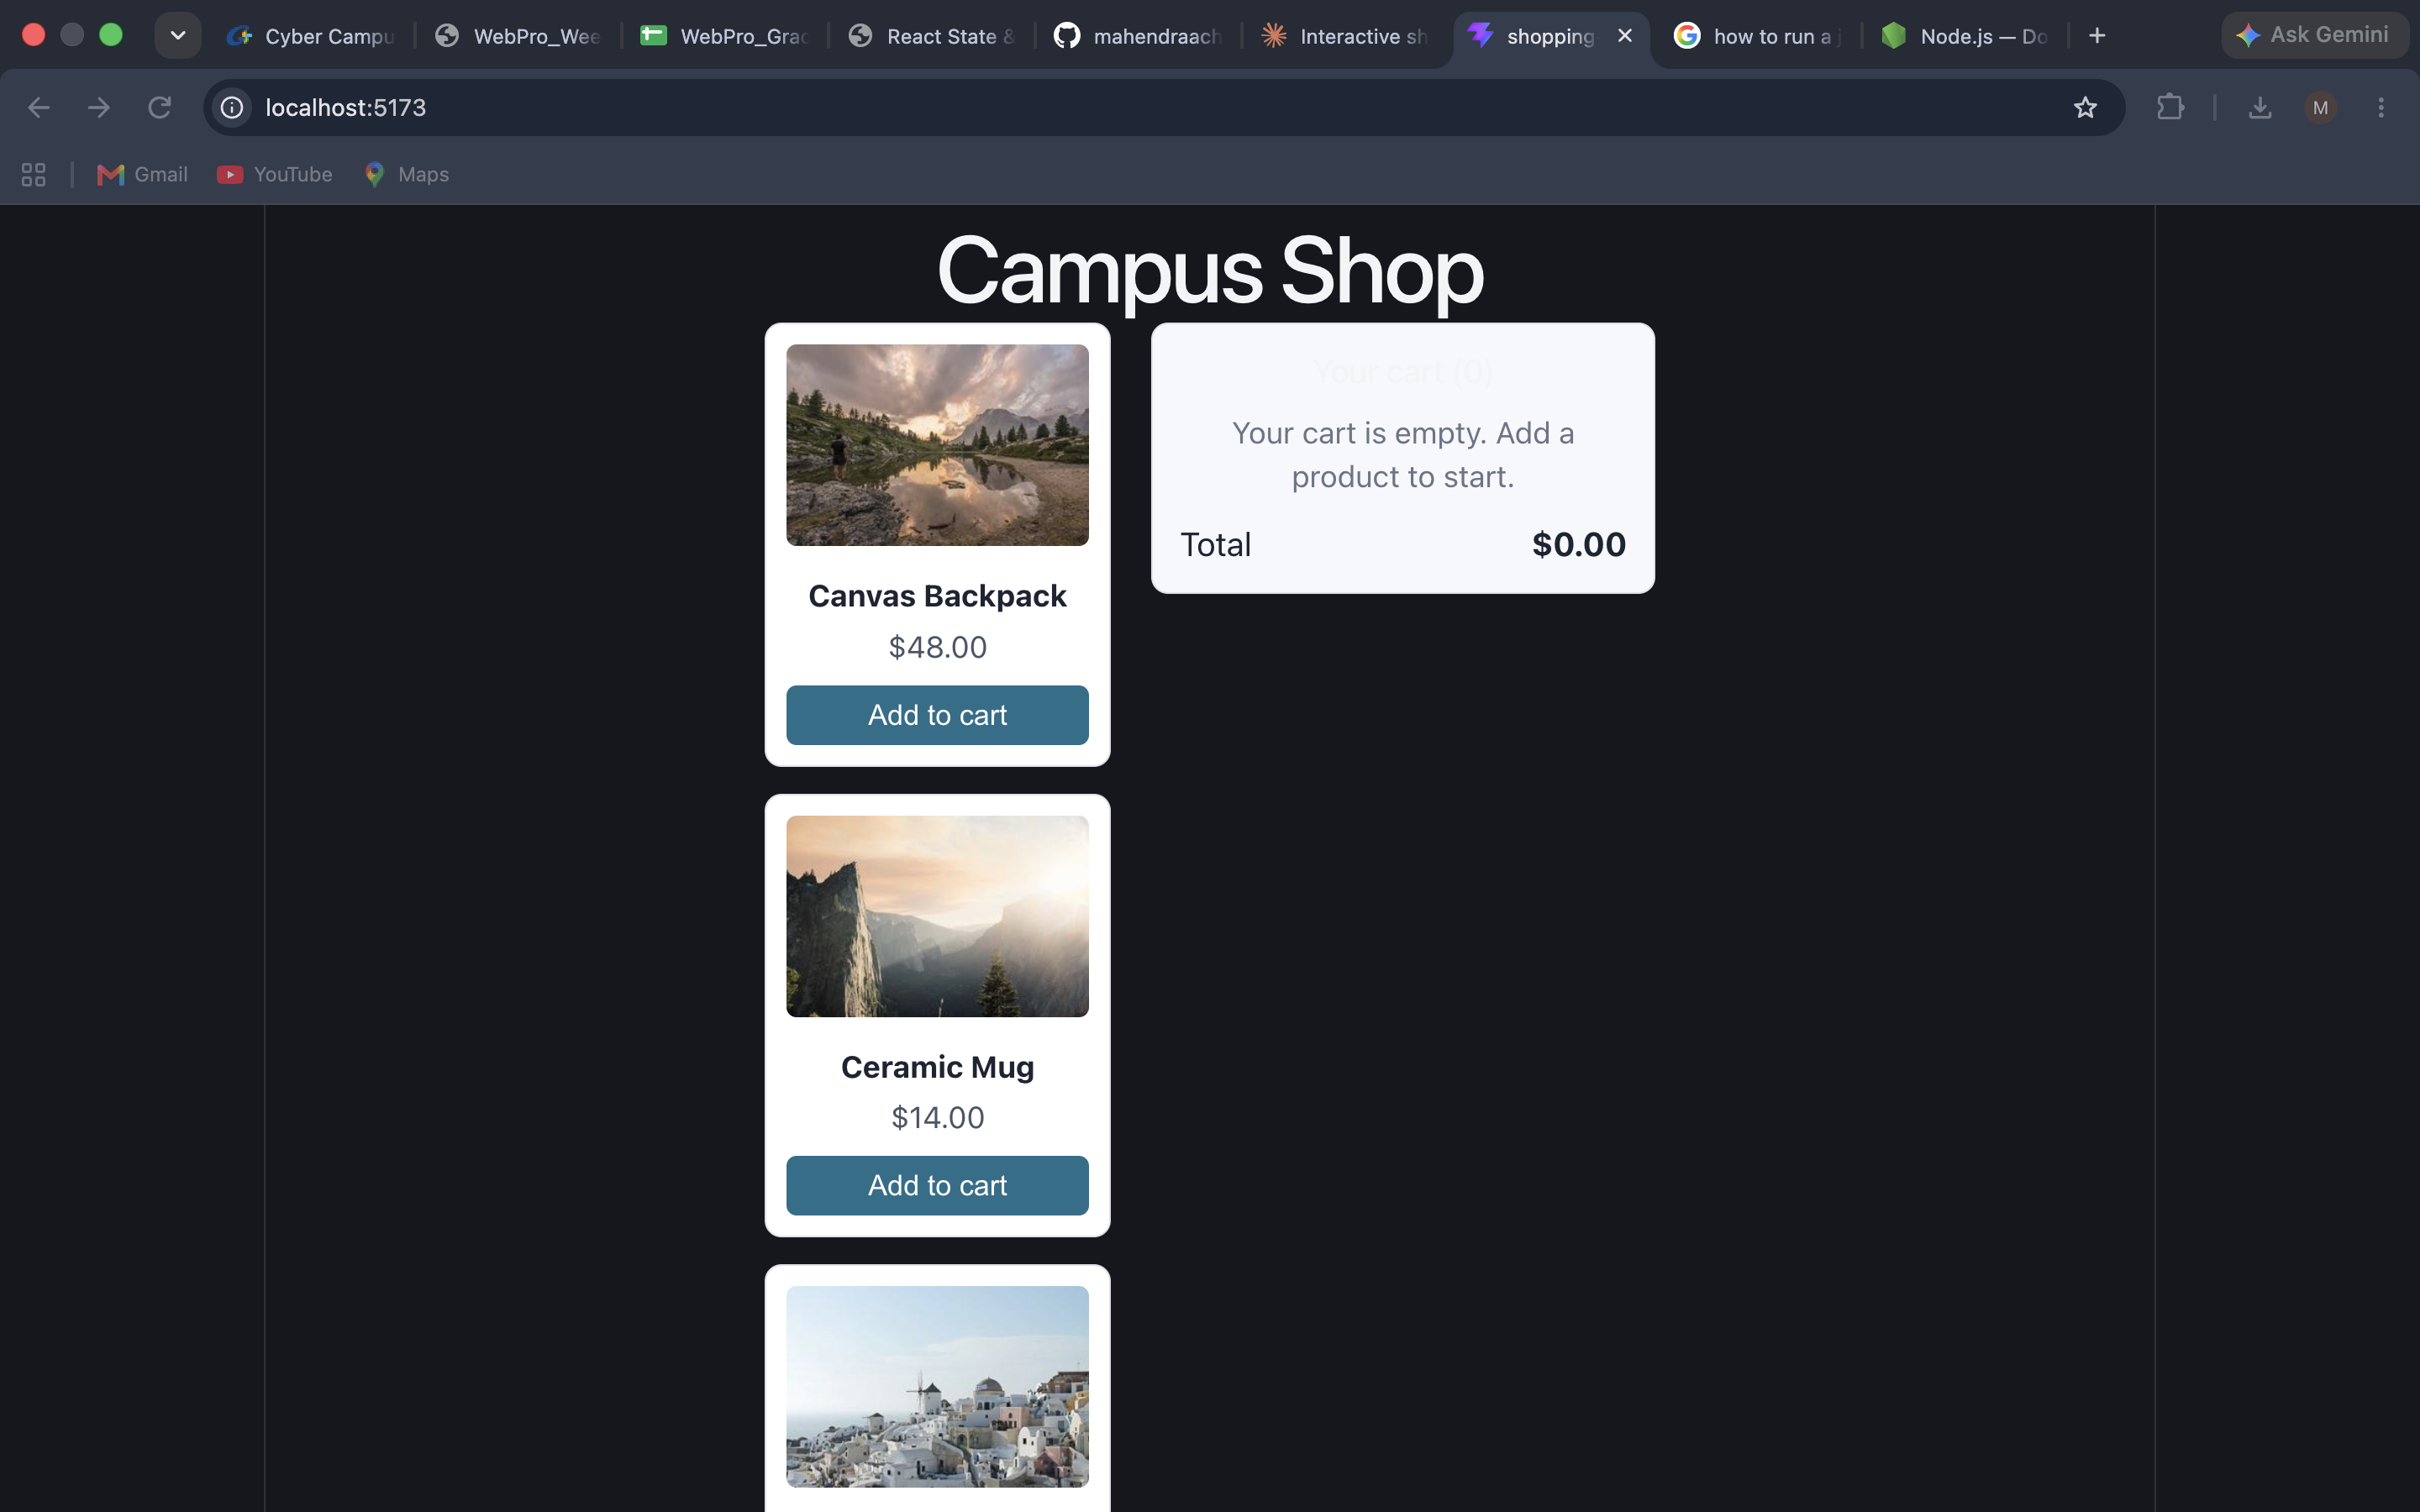 Cyber Campu
WebPro_Wee
WebPro_Grac
React State &
mahendraach
Interactive sh
shopping
how to run a j
Node.js — Do
Ask Gemini
localhost:5173
M
Gmail
YouTube
Maps
Campus Shop
Canvas Backpack
$48.00
Add to cart
Ceramic Mug
$14.00
Add to cart
Your cart (0)
Your cart is empty. Add a
product to start.
Total $0.00